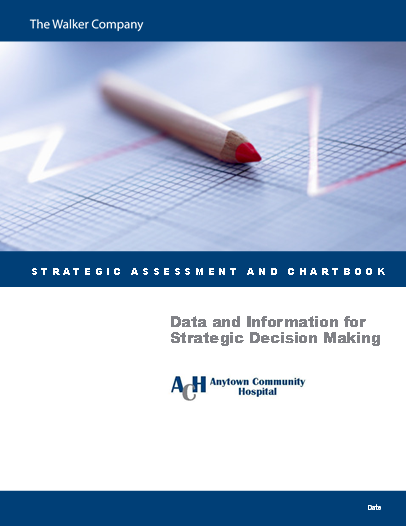 The Walker Company
STRATEGIC ASSESSMENT AND CHARTBOOK
Data and Information for
Strategic Decision Making
ACH Anytown Community
Hospital
Date